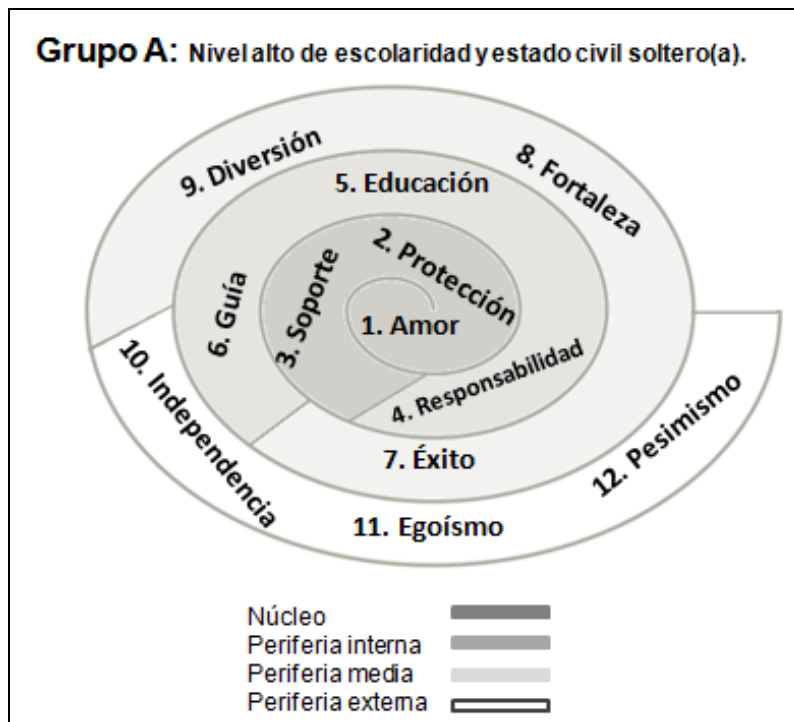 Grupo A: Nivel alto de escolaridad y estado civil soltero(a).
1. Amor
2. Protección
3. Soporte
4. Responsabilidad
5. Educación
6. Guía
7. Éxito
8. Fortaleza
9. Diversión
10. Independencia
11. Egoísmo
12. Pesimismo
Núcleo
Periferia interna
Periferia media
Periferia externa